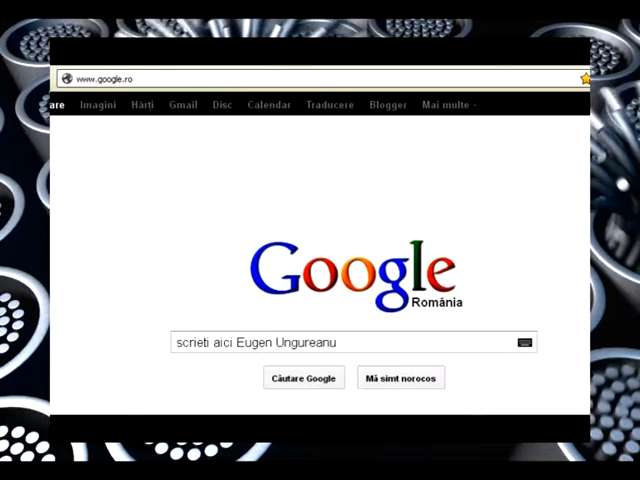 www.google.ro
are Imagini Hărți Gmail Disc Calendar Traducere Blogger Mai multe
Google
România
scrieti aici Eugen Ungureanu
Căutare Google Mă simt norocos